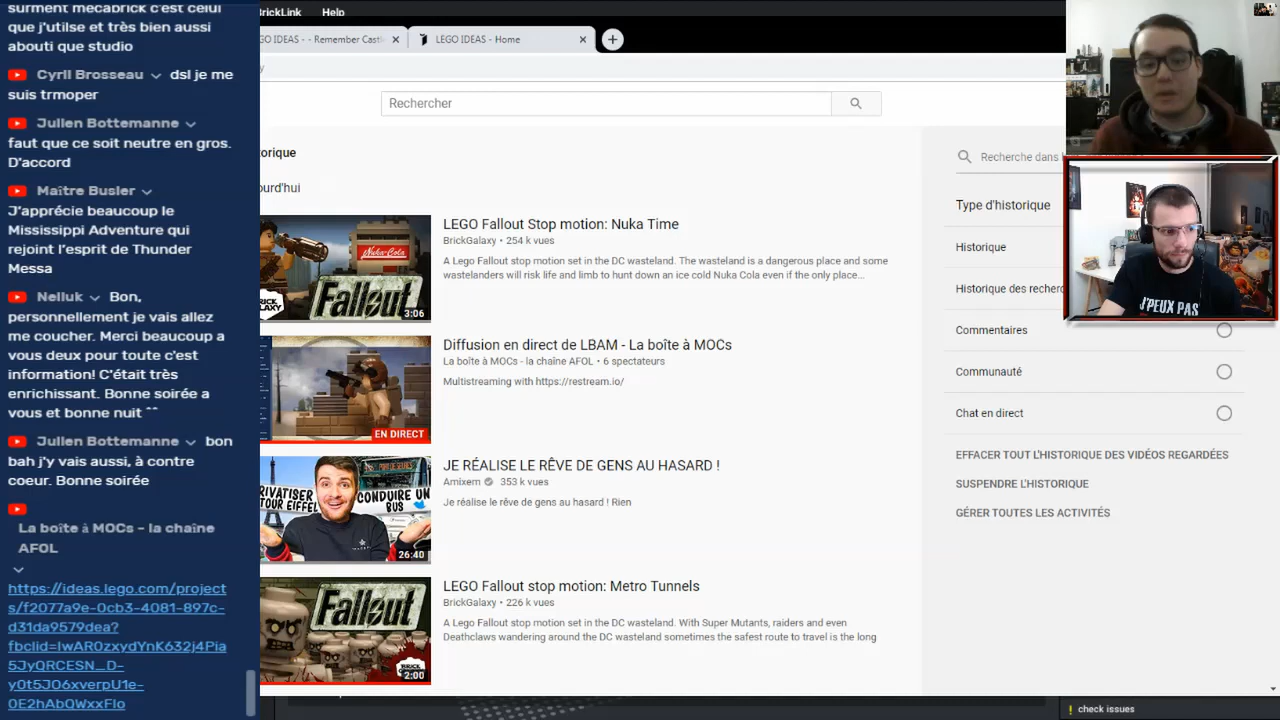 surment mecabrick c'est celui
que j'utilse et très bien aussi
abouti que studio
Cyril Brosseau dsl je me
suis trmoper
Julien Bottemanne
faut que ce soit neutre en gros.
D'accord
Maître Busler
J'apprécie beaucoup le
Mississippi Adventure qui
rejoint l'esprit de Thunder
Messa
Nelluk Bon,
personnellement je vais allez
me coucher. Merci beaucoup a
vous deux pour toute c'est
information! C'était très
enrichissant. Bonne soirée a
vous et bonne nuit ^^
Julien Bottemanne bon
bah j'y vais aussi, à contre
coeur. Bonne soirée
La boîte à MOCs - la chaîne
AFOL
https://ideas.lego.com/project
s/f2077a9e-0cb3-4081-897c-
d31da9579dea?
fbclid=IwAR0zxydYnK632j4Pia
5JyQRCESN_D-
y0t5JO6xverpU1e-
0E2hAbQWxxFlo
BrickLink Help
GO IDEAS - - Remember Castl
LEGO IDEAS - Home
Rechercher
orique
ourd'hui
NUKA-COLA
BRICK
GALAXY
Fallout
3:06
LEGO Fallout Stop motion: Nuka Time
BrickGalaxy • 254 k vues
A Lego Fallout stop motion set in the DC wasteland. The wasteland is a dangerous place and some
wastelanders will risk life and limb to hunt down an ice cold Nuka Cola even if the only place...
EN DIRECT
Diffusion en direct de LBAM - La boîte à MOCs
La boîte à MOCs - la chaîne AFOL • 6 spectateurs
Multistreaming with https://restream.io/
PRIVATISER
TOUR EIFFEL
CONDUIRE UN
BUS
26:40
JE RÉALISE LE RÊVE DE GENS AU HASARD !
Amixem 353 k vues
Je réalise le rêve de gens au hasard ! Rien
Fallout
2:00
LEGO Fallout stop motion: Metro Tunnels
BrickGalaxy • 226 k vues
A Lego Fallout stop motion set in the DC wasteland. With Super Mutants, raiders and even
Deathclaws wandering around the DC wasteland sometimes the safest route to travel is the long
Recherche dans
Type d'historique
Historique
Historique des recherc
Commentaires
Communauté
Chat en direct
EFFACER TOUT L'HISTORIQUE DES VIDÉOS REGARDÉES
SUSPENDRE L'HISTORIQUE
GÉRER TOUTES LES ACTIVITÉS
J'PEUX PAS
check issues